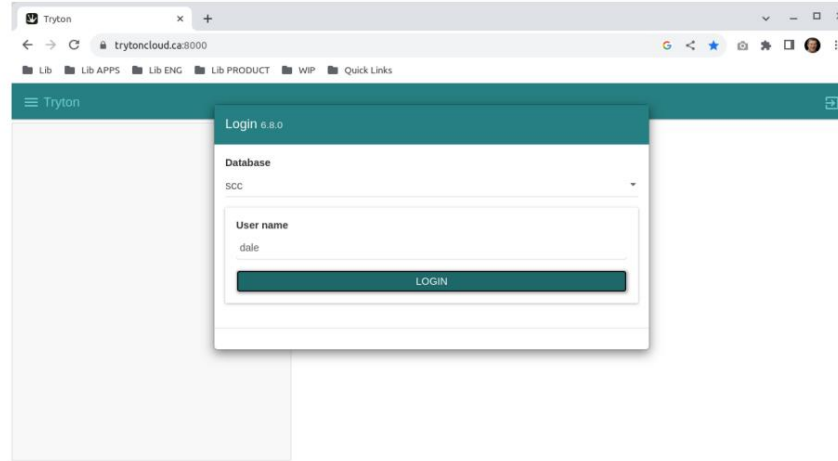 Tryton
trytoncloud.ca:8000
Lib Lib APPS Lib ENG Lib PRODUCT WIP Quick Links
Tryton
Login 6.8.0
Database
scc
User name
dale
LOGIN